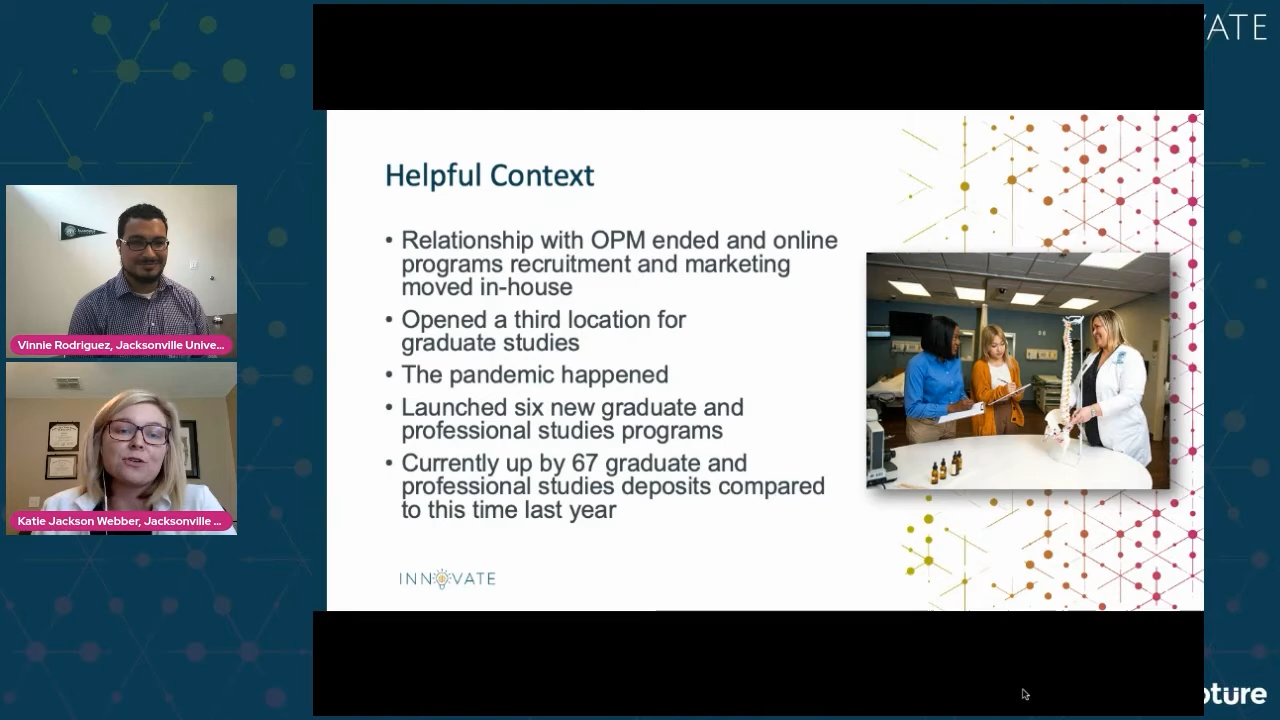 VATE
Helpful Context
• Relationship with OPM ended and online
programs recruitment and marketing
moved in-house
• Opened a third location for
graduate studies
• The pandemic happened
• Launched six new graduate and
professional studies programs
• Currently up by 67 graduate and
professional studies deposits compared
to this time last year
INNOVATE
Vinnie Rodriguez, Jacksonville Unive...
Katie Jackson Webber, Jacksonville ...
pture